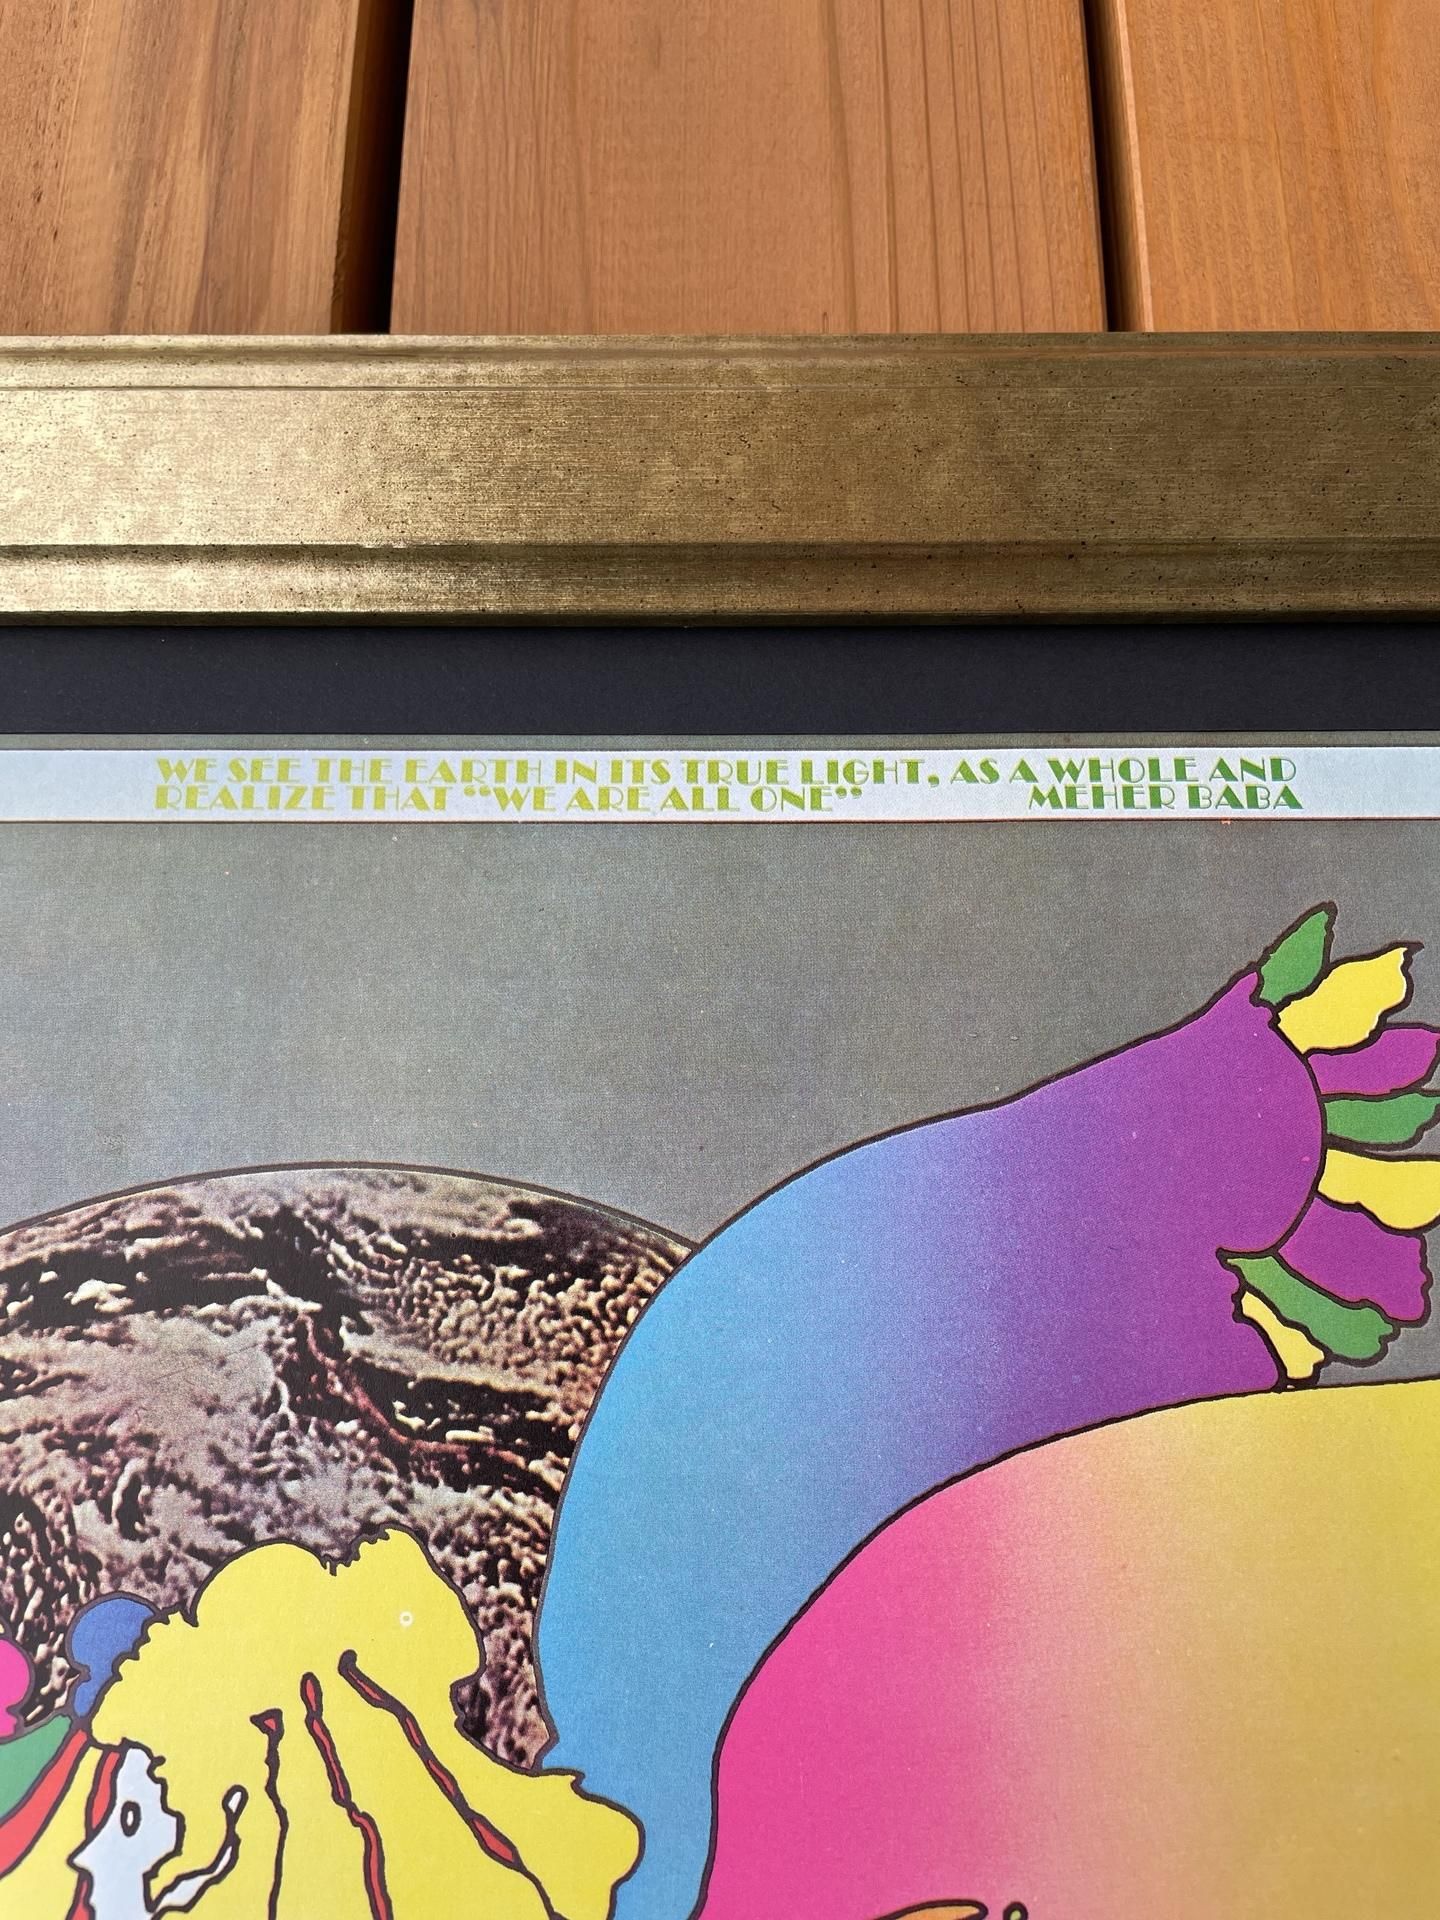 WE SEE THE EARTH IN ITS TRUE LIGHT, AS A WHOLE AND
REALIZE THAT “WE ARE ALL ONE” MEHER BABA